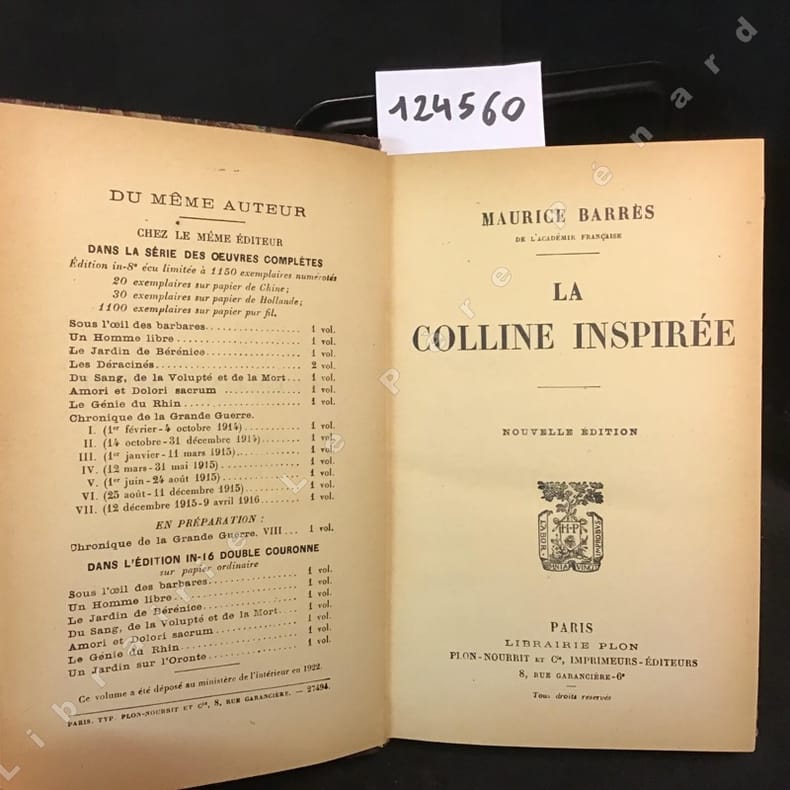 124560
DU MÊME AUTEUR
CHEZ LE MÊME ÉDITEUR
DANS LA SÉRIE DES OEUVRES COMPLÈTES
Édition in-8º écu limitée à 1150 exemplaires numérotés
20 exemplaires sur papier de Chine;
30 exemplaires sur papier de Hollande;
1100 exemplaires sur papier pur fil.
Sous l'œil des barbares.................. 1 vol.
Un Homme libre.................. 1 vol.
Le Jardin de Bérénice.................. 1 vol.
Les Déracinés.................. 2 vol.
Du Sang, de la Volupté et de la Mort... 1 vol.
Amori et Dolori sacrum .................. 1 vol.
Le Génie du Rhin.................. 1 vol.
Chronique de la Grande Guerre.
I. (1er février-4 octobre 1914).......... 1 vol.
II. (14 octobre-31 décembre 1914)...... 1 vol.
III. (1er janvier-11 mars 1915).......... 1 vol.
IV. (12 mars-31 mai 1915)............. 1 vol.
V. (1er juin-24 août 1915)............. 1 vol.
VI. (25 août-11 décembre 1915)........ 1 vol.
VII. (12 décembre 1915-9 avril 1916...... 1 vol.
EN PRÉPARATION :
Chronique de la Grande Guerre. VIII... 1 vol.
DANS L'ÉDITION IN-16 DOUBLE COURONNE
sur papier ordinaire
Sous l'œil des barbares.................. 1 vol.
Un Homme libre.................. 1 vol.
Le Jardin de Bérénice.................. 1 vol.
Du Sang, de la Volupté et de la Mort.... 1 vol.
Amori et Dolori sacrum.................. 1 vol.
Le Génie du Rhin.................. 1 vol.
Un Jardin sur l'Oronte.................. 1 vol.
Ce volume a été déposé au ministère de l'intérieur en 1922.
PARIS. TYP. PLON-NOURRIT ET Cie, 8, RUE GARANCIÈRE. — 27494.
MAURICE BARRÈS
DE L'ACADÉMIE FRANÇAISE
LA
COLLINE INSPIRÉE
NOUVELLE ÉDITION
LABOR
H·P
IMPROBVS
OMNIA VINCIT
PARIS
LIBRAIRIE PLON
PLON-NOURRIT ET Cie, IMPRIMEURS-ÉDITEURS
8, RUE GARANCIÈRE-6e
Tous droits réservés
Librairie Le Père Pénard